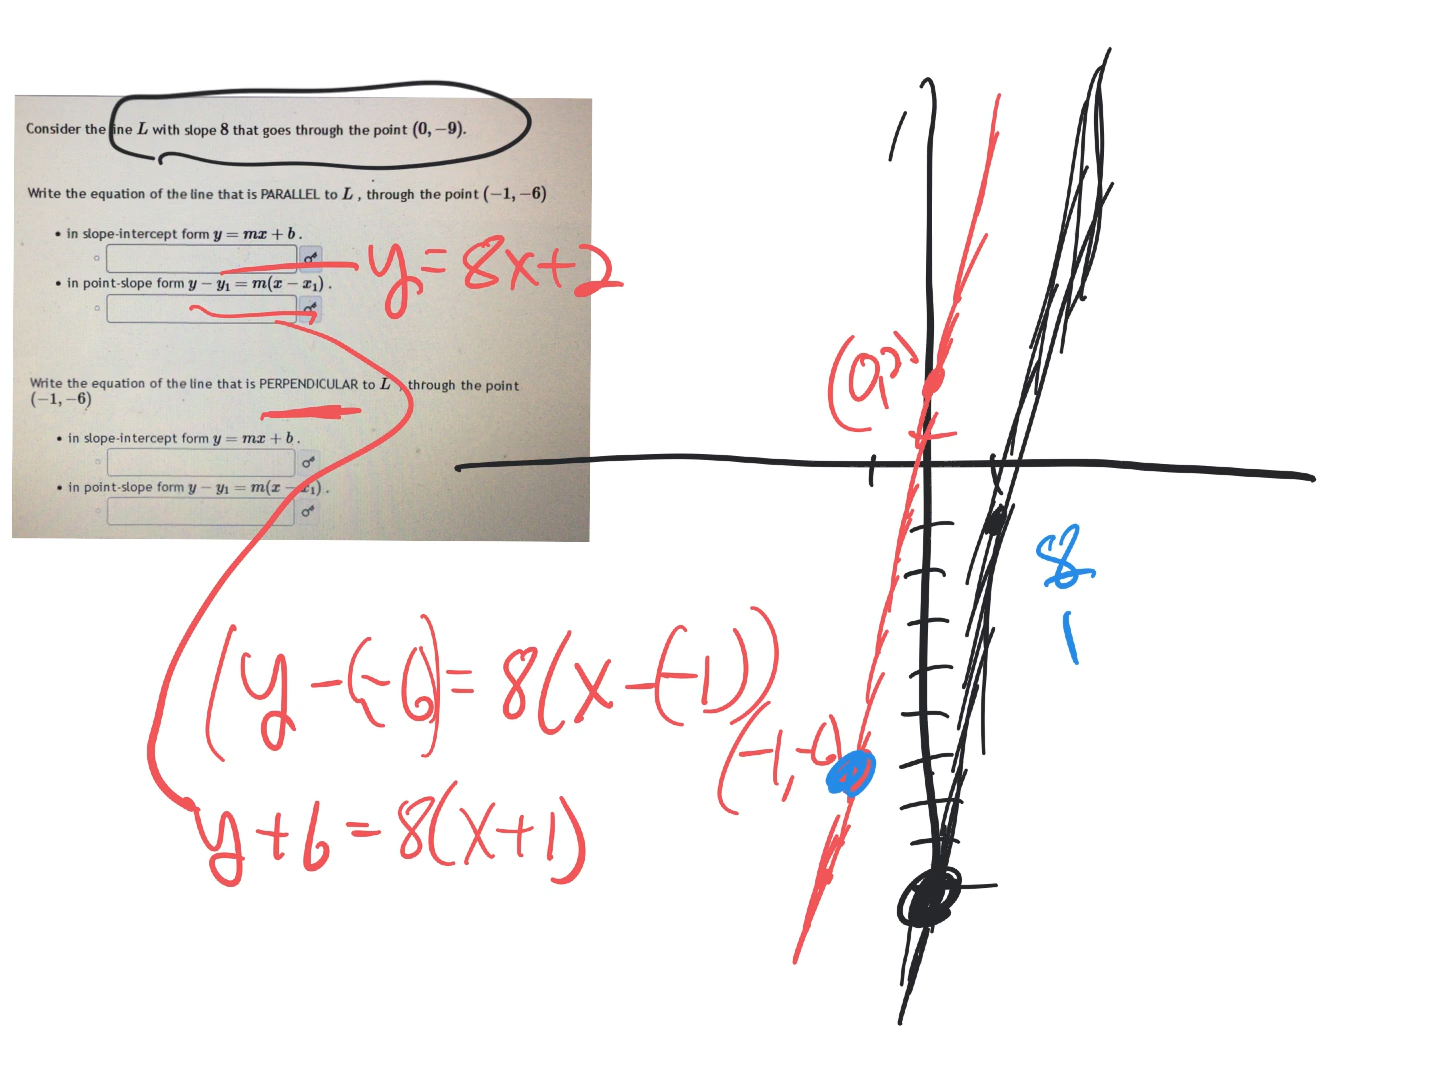 Consider the line L with slope 8 that goes through the point (0, −9).
Write the equation of the line that is PARALLEL to L , through the point (−1, −6)
• in slope-intercept form y = mx + b .
y = 8x+2
• in point-slope form y − y₁ = m(x − x₁) .
Write the equation of the line that is PERPENDICULAR to L , through the point
(−1, −6)
• in slope-intercept form y = mx + b .
• in point-slope form y − y₁ = m(x − x₁) .
(y-(-6)) = 8(x-(-1))
y+6 = 8(x+1)
(0,2)
(-1,-6)
8
1